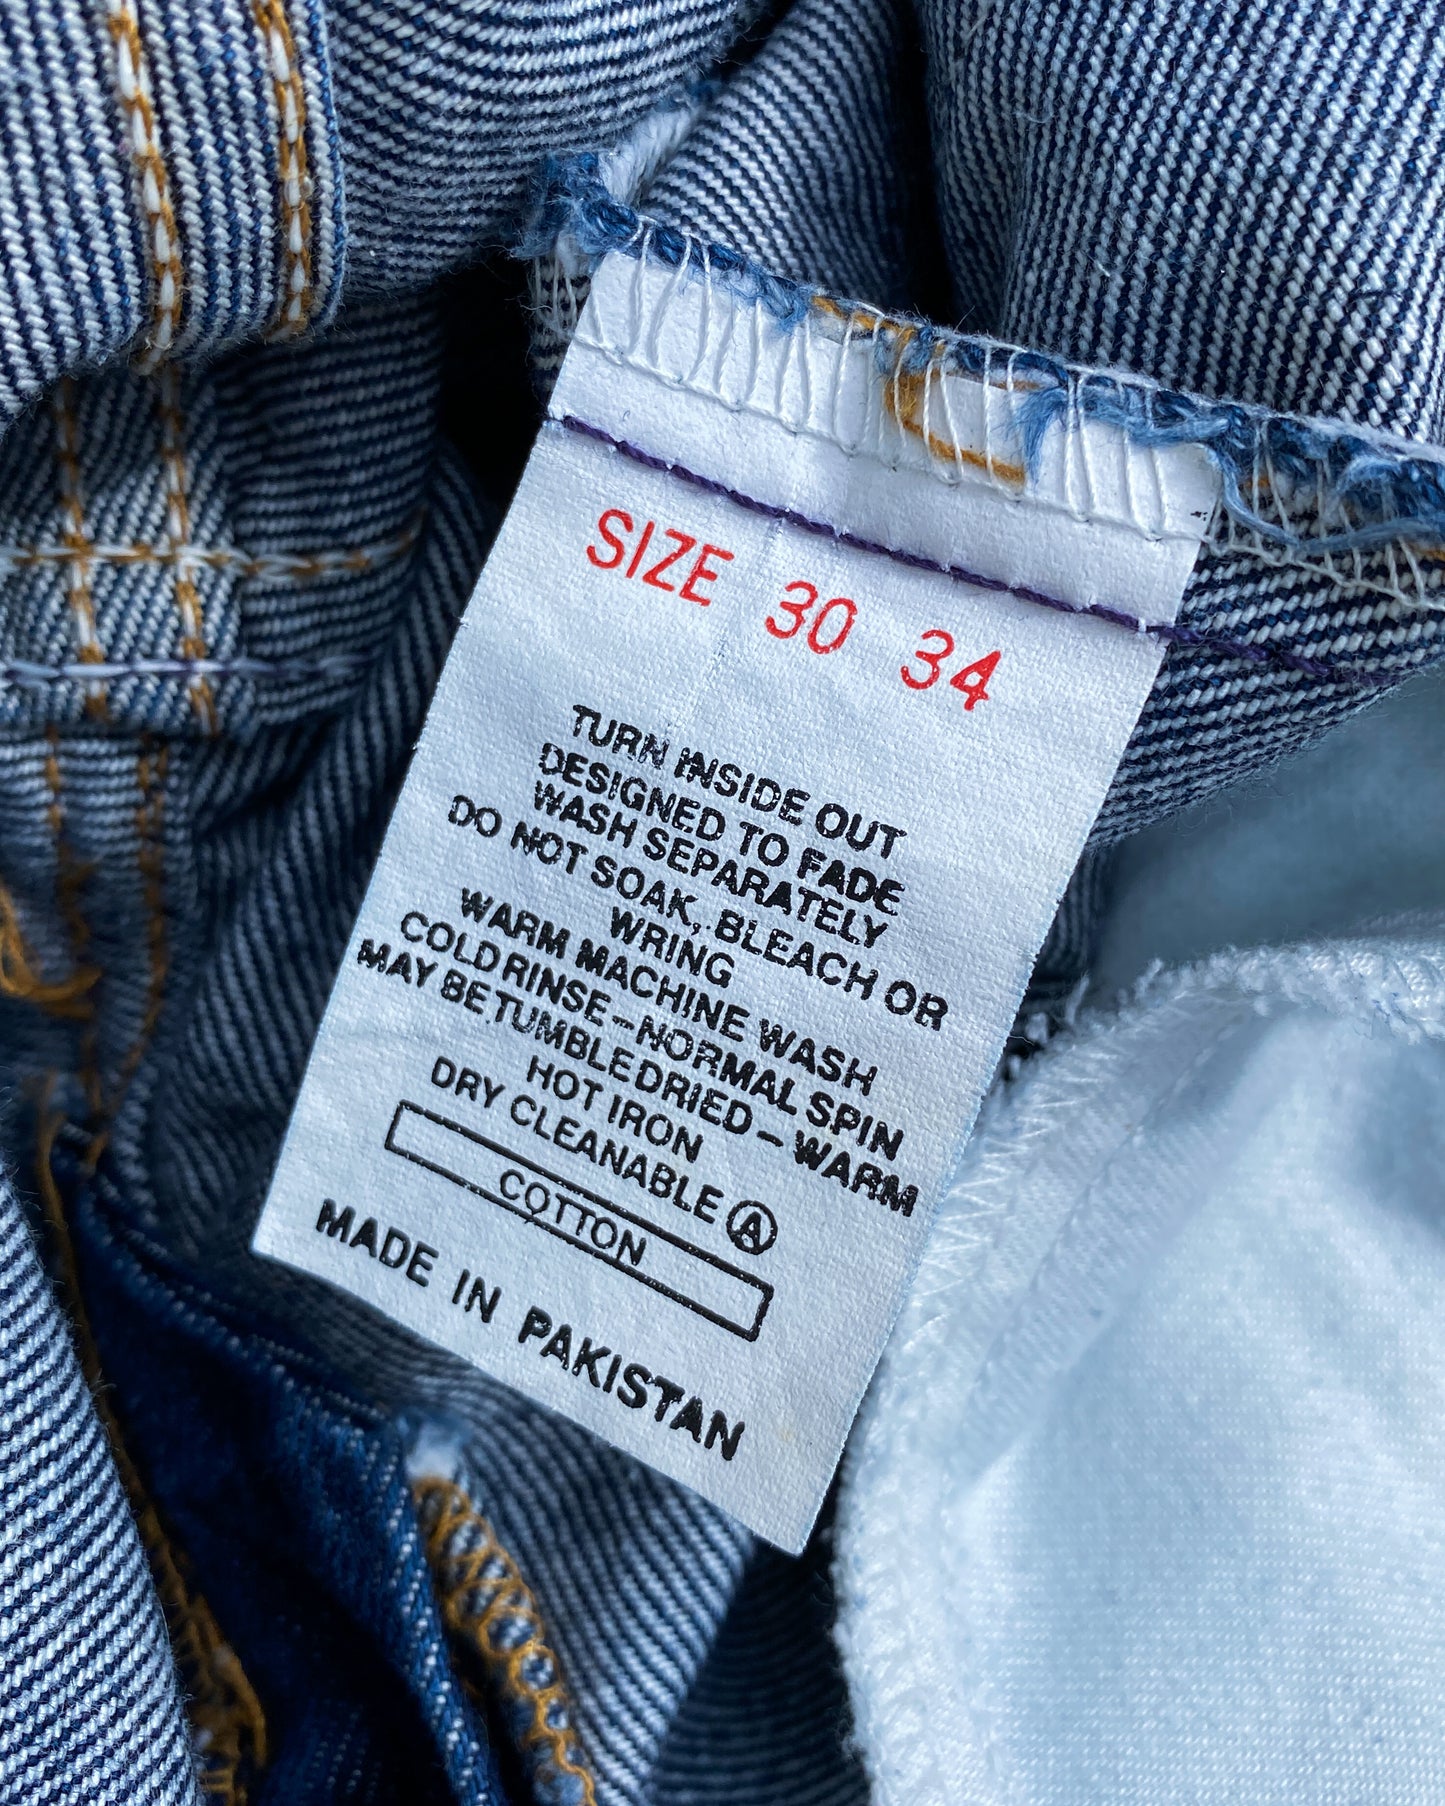 SIZE 30 34
TURN INSIDE OUT
DESIGNED TO FADE
WASH SEPARATELY
DO NOT SOAK, BLEACH OR
WRING
WARM MACHINE WASH
COLD RINSE – NORMAL SPIN
MAY BE TUMBLE DRIED – WARM
HOT IRON
DRY CLEANABLE Ⓐ
COTTON
MADE IN PAKISTAN